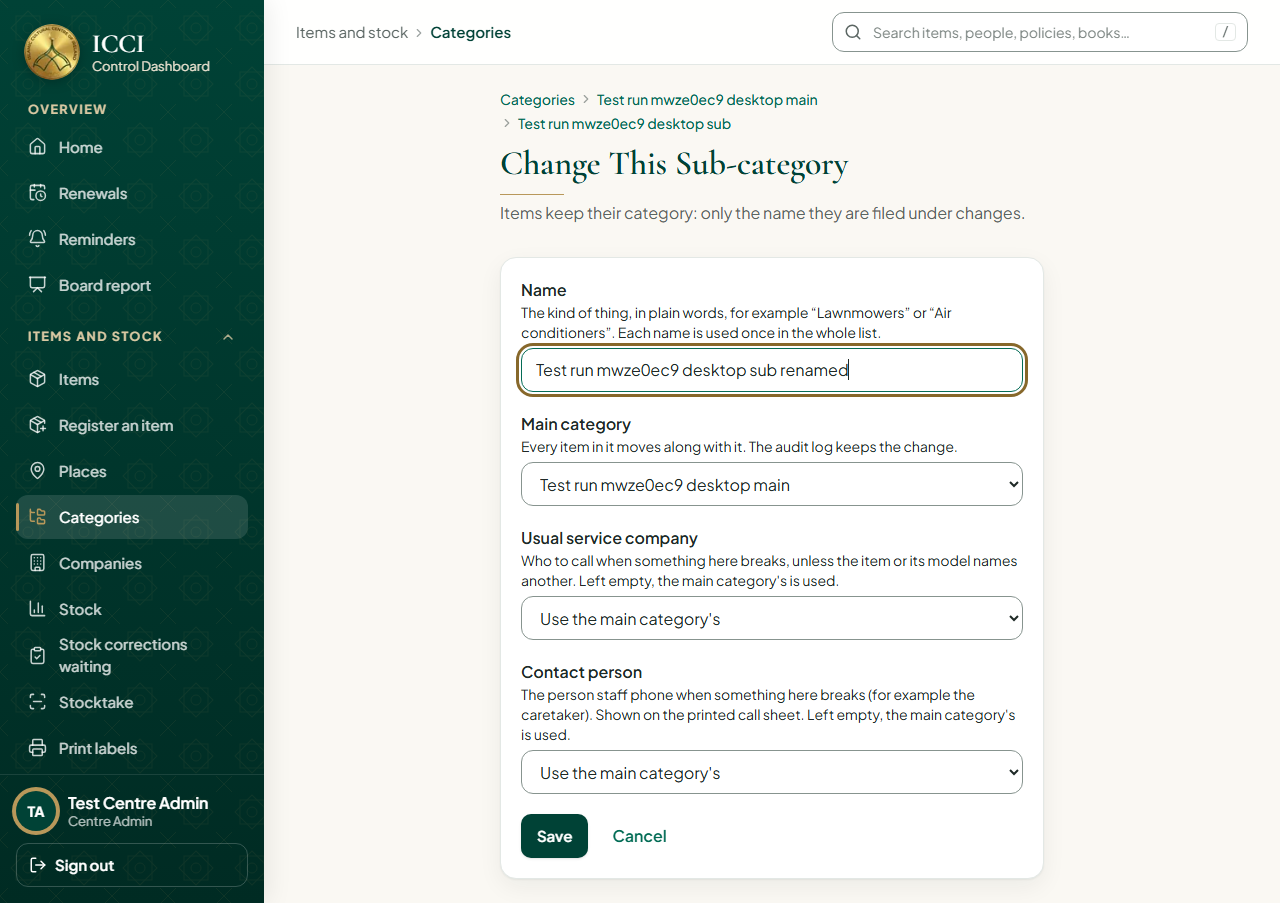 ICCI
Control Dashboard
OVERVIEW
Home
Renewals
Reminders
Board report
ITEMS AND STOCK
Items
Register an item
Places
Categories
Companies
Stock
Stock corrections
waiting
Stocktake
Print labels
TA
Test Centre Admin
Centre Admin
Sign out
Items and stock > Categories
Search items, people, policies, books…
/
Categories > Test run mwze0ec9 desktop main
> Test run mwze0ec9 desktop sub
Change This Sub-category
Items keep their category: only the name they are filed under changes.
Name
The kind of thing, in plain words, for example “Lawnmowers” or “Air
conditioners”. Each name is used once in the whole list.
Test run mwze0ec9 desktop sub renamed
Main category
Every item in it moves along with it. The audit log keeps the change.
Test run mwze0ec9 desktop main
Usual service company
Who to call when something here breaks, unless the item or its model names
another. Left empty, the main category's is used.
Use the main category's
Contact person
The person staff phone when something here breaks (for example the
caretaker). Shown on the printed call sheet. Left empty, the main category's
is used.
Use the main category's
Save
Cancel